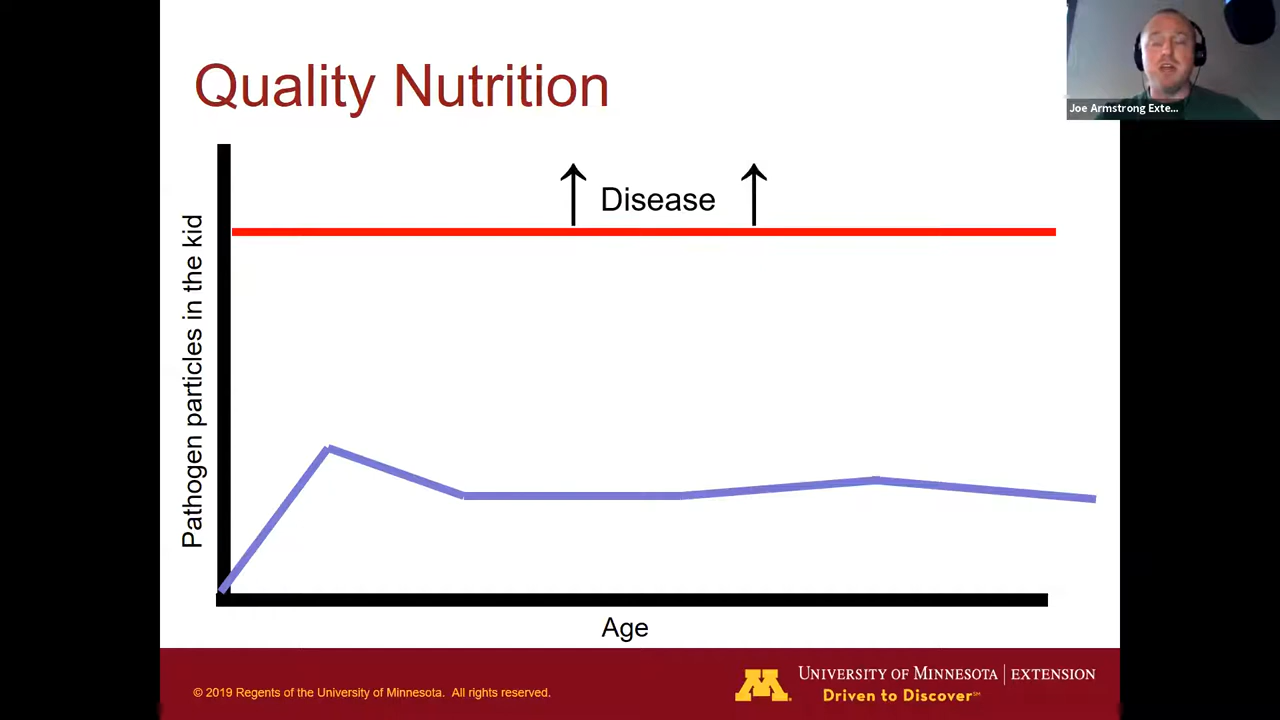 Quality Nutrition
Joe Armstrong Exte...
Disease
Pathogen particles in the kid
Age
© 2019 Regents of the University of Minnesota. All rights reserved.
UNIVERSITY OF MINNESOTA | EXTENSION
Driven to Discover℠